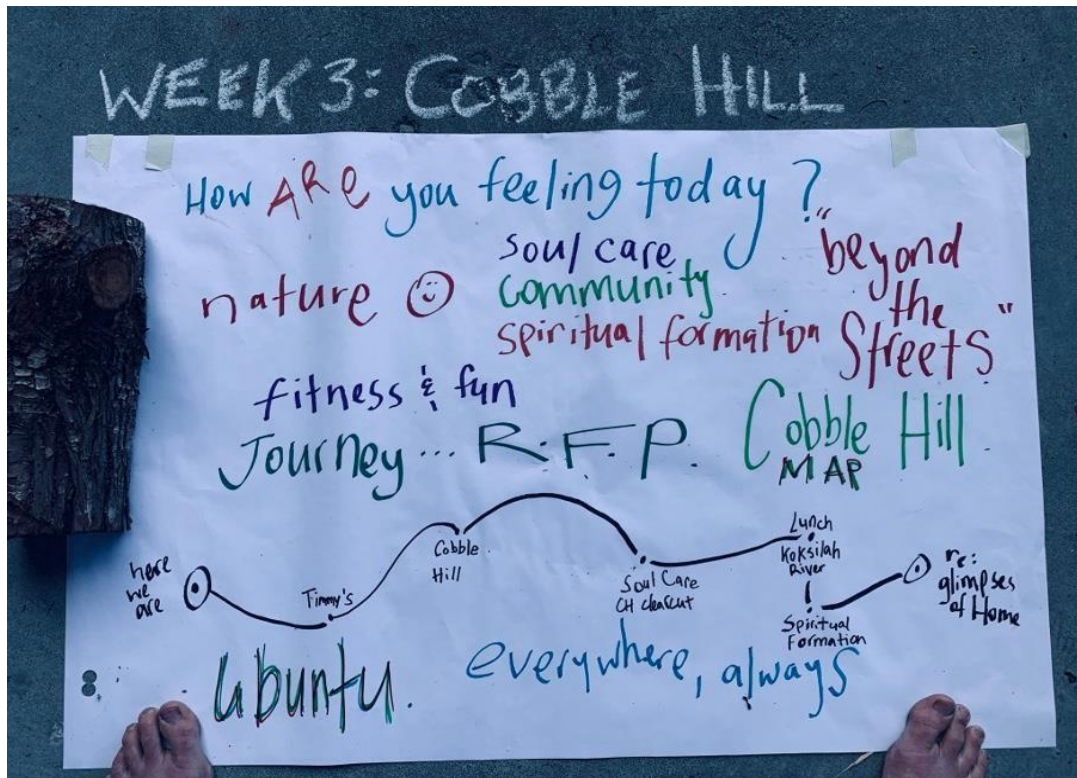 WEEK 3: COBBLE HILL
How ARe you feeling today?
nature
soul care
community
spiritual formation
"beyond
the
Streets"
fitness & fun
Journey... R.F.P.
Cobble Hill
MAP
here
we
are
Timmy's
Cobble
Hill
Soul Care
CH clearcut
Lunch
Koksilah
River
Spiritual
Formation
re:
glimpses
of Home
Ubuntu.
everywhere, always